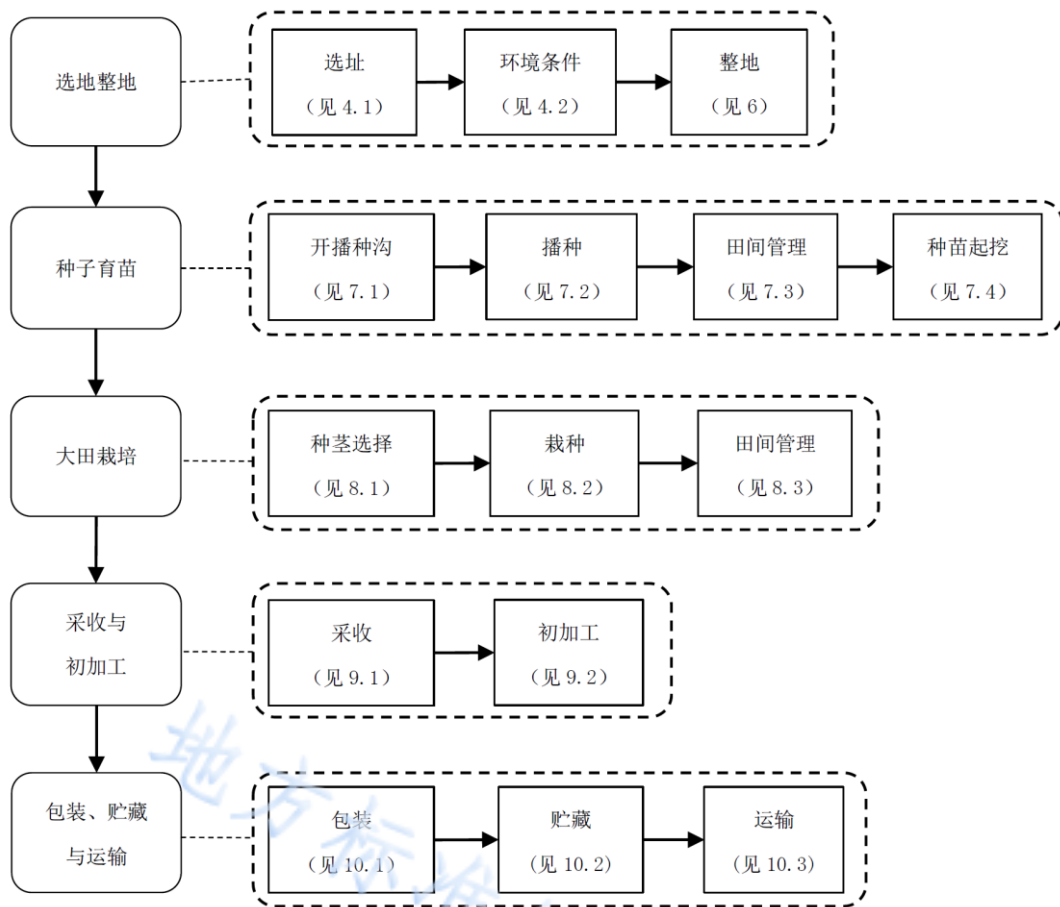 选地整地
选址
（见 4.1）
环境条件
（见 4.2）
整地
（见 6）
种子育苗
开播种沟
（见 7.1）
播种
（见 7.2）
田间管理
（见 7.3）
种苗起挖
（见 7.4）
大田栽培
种茎选择
（见 8.1）
栽种
（见 8.2）
田间管理
（见 8.3）
采收与
初加工
采收
（见 9.1）
初加工
（见 9.2）
包装、贮藏
与运输
包装
（见 10.1）
贮藏
（见 10.2）
运输
（见 10.3）
地方标准